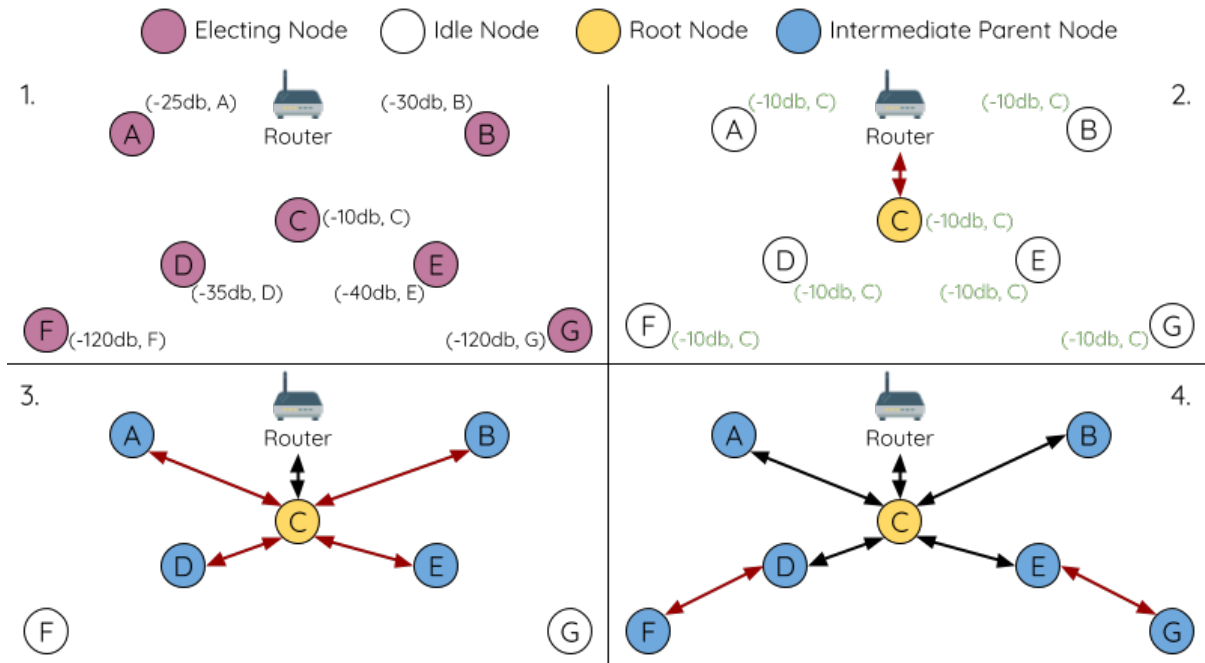 Electing Node Idle Node Root Node Intermediate Parent Node
1.
(-25db, A) (-30db, B)
A Router B
C (-10db, C)
D E
(-35db, D) (-40db, E)
F (-120db, F) (-120db, G) G
2.
(-10db, C) (-10db, C)
A Router B
C (-10db, C)
D E
(-10db, C) (-10db, C)
F (-10db, C) (-10db, C) G
3.
A Router B
C
D E
F G
4.
A Router B
C
D E
F G